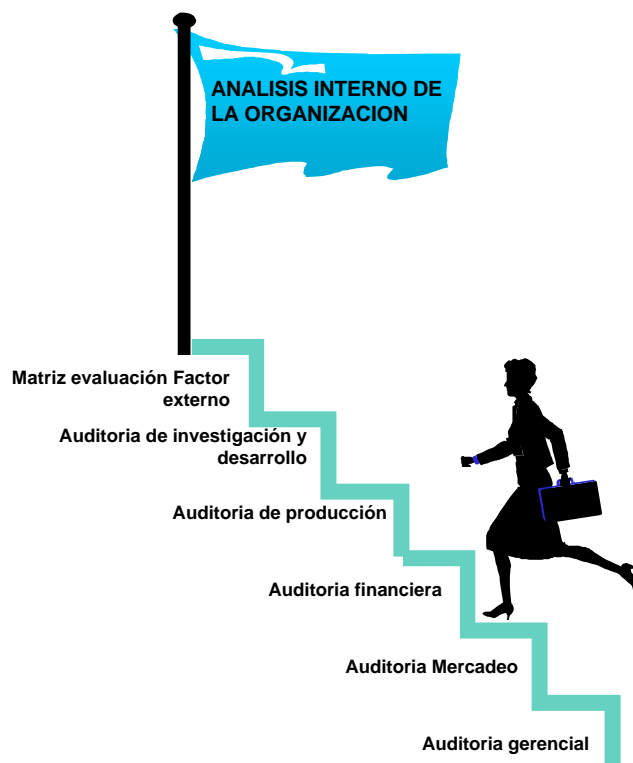 ANALISIS INTERNO DE
LA ORGANIZACION
Matriz evaluación Factor
externo
Auditoria de investigación y
desarrollo
Auditoria de producción
Auditoria financiera
Auditoria Mercadeo
Auditoria gerencial